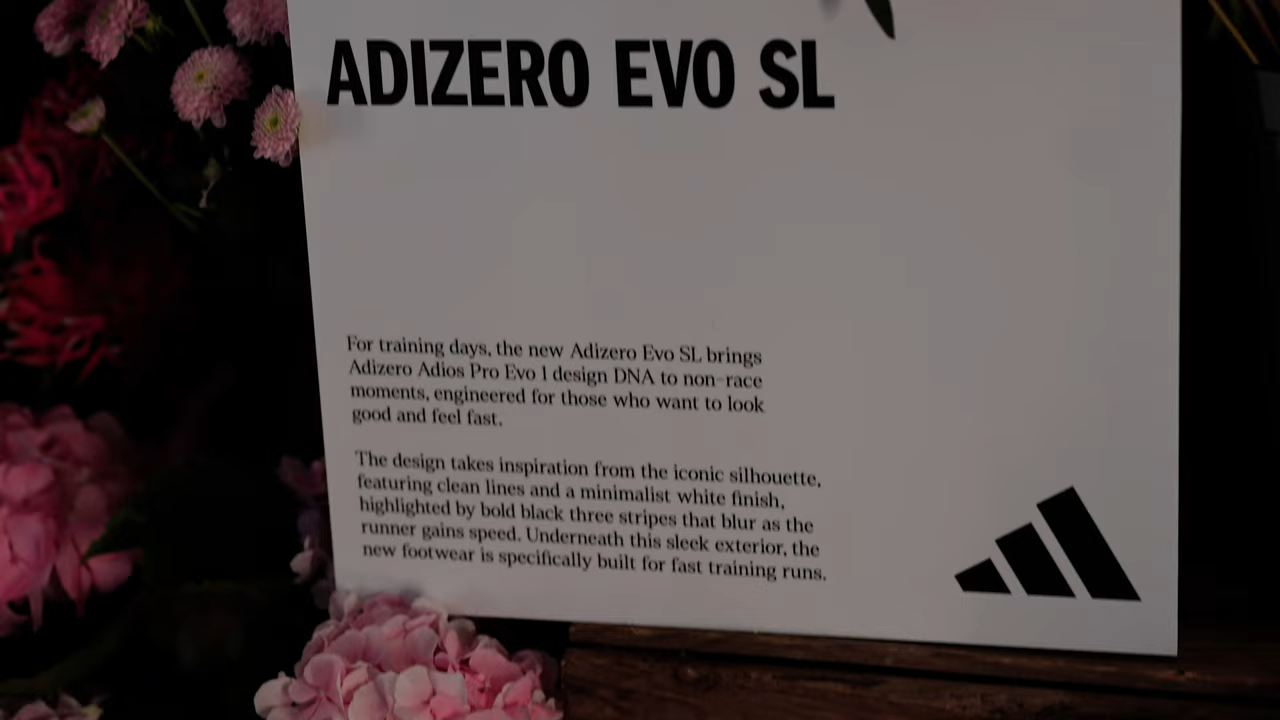 ADIZERO EVO SL
For training days, the new Adizero Evo SL brings
Adizero Adios Pro Evo 1 design DNA to non-race
moments, engineered for those who want to look
good and feel fast.
The design takes inspiration from the iconic silhouette,
featuring clean lines and a minimalist white finish,
highlighted by bold black three stripes that blur as the
runner gains speed. Underneath this sleek exterior, the
new footwear is specifically built for fast training runs.